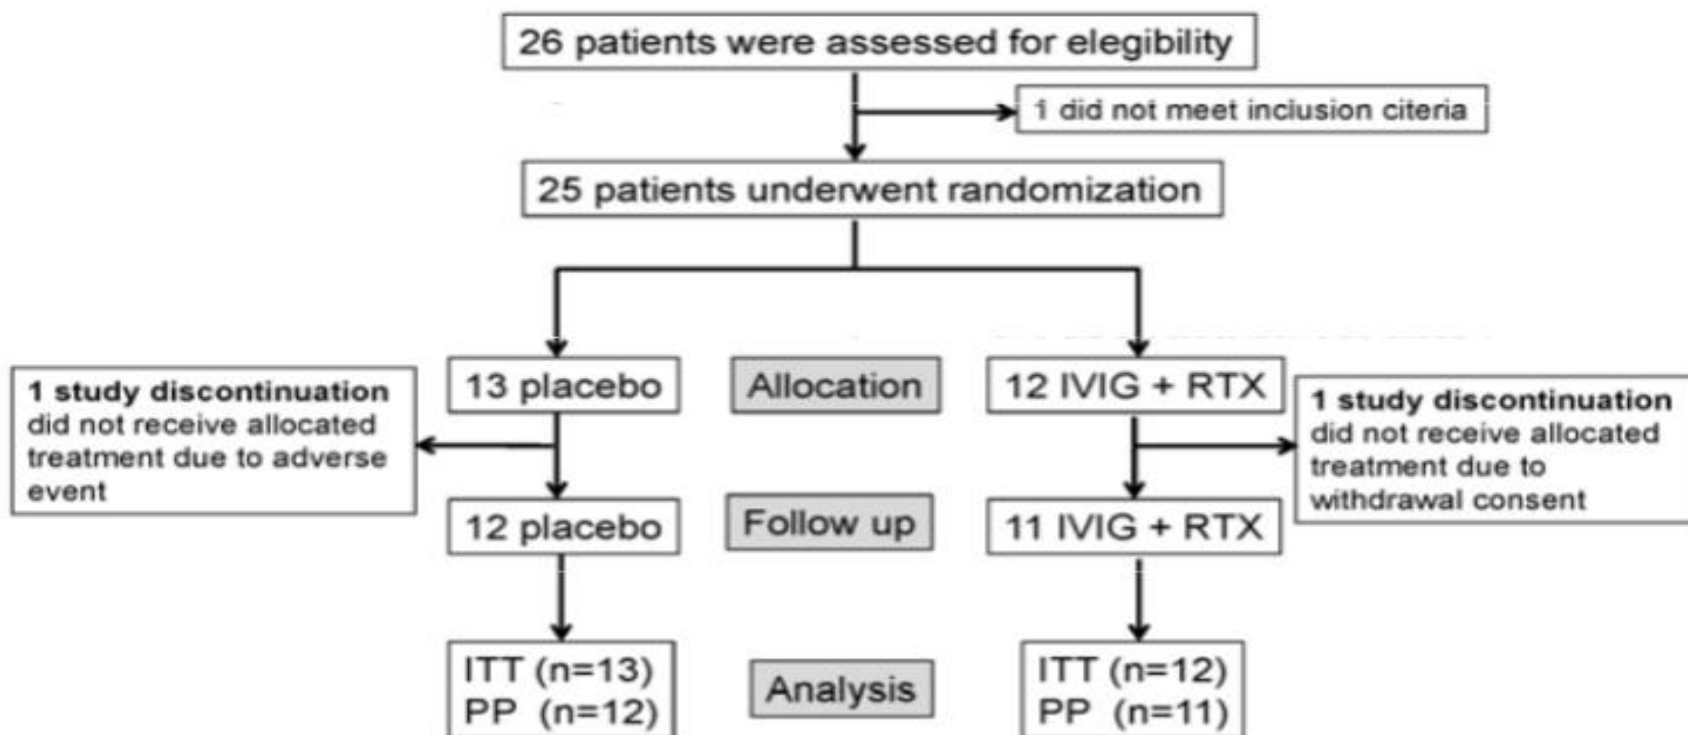 26 patients were assessed for elegibility
1 did not meet inclusion citeria
25 patients underwent randomization
13 placebo
Allocation
12 IVIG + RTX
1 study discontinuation
did not receive allocated
treatment due to adverse
event
1 study discontinuation
did not receive allocated
treatment due to
withdrawal consent
12 placebo
Follow up
11 IVIG + RTX
ITT (n=13)
PP (n=12)
Analysis
ITT (n=12)
PP (n=11)